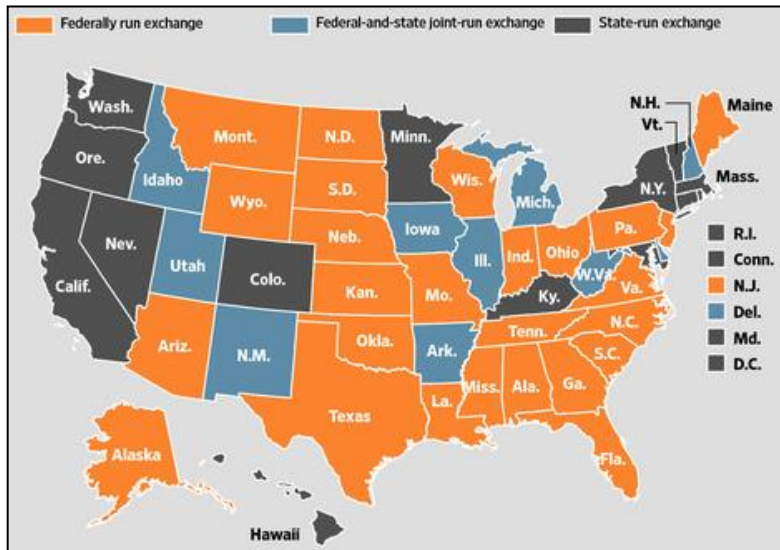 Federally run exchange
Federal-and-state joint-run exchange
State-run exchange
Wash.
Mont.
N.D.
Minn.
N.H.
Maine
Vt.
Ore.
Idaho
S.D.
Wis.
Mich.
N.Y.
Mass.
Wyo.
Neb.
Iowa
Pa.
R.I.
Nev.
Utah
Colo.
Ill.
Ind.
Ohio
Conn.
Calif.
Kan.
Mo.
W.Va.
Va.
N.J.
Ky.
Del.
Ariz.
N.M.
Okla.
Ark.
Tenn.
N.C.
Md.
S.C.
D.C.
Texas
La.
Miss.
Ala.
Ga.
Alaska
Fla.
Hawaii